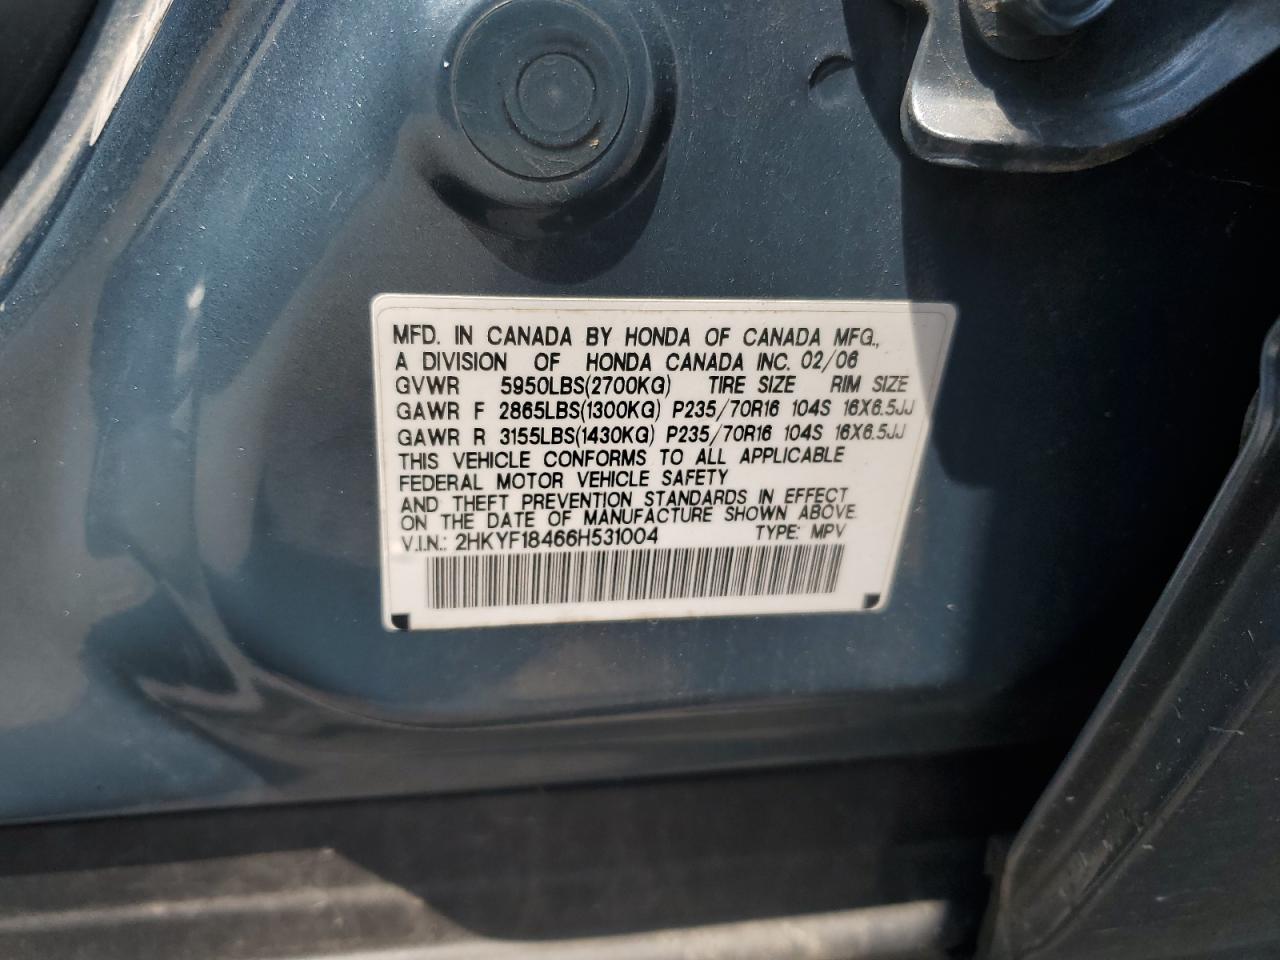 MFD. IN CANADA BY HONDA OF CANADA MFG.,
A DIVISION OF HONDA CANADA INC. 02/06
GVWR 5950LBS(2700KG) TIRE SIZE RIM SIZE
GAWR F 2865LBS(1300KG) P235/70R16 104S 16X6.5JJ
GAWR R 3155LBS(1430KG) P235/70R16 104S 16X6.5JJ
THIS VEHICLE CONFORMS TO ALL APPLICABLE
FEDERAL MOTOR VEHICLE SAFETY
AND THEFT PREVENTION STANDARDS IN EFFECT
ON THE DATE OF MANUFACTURE SHOWN ABOVE
V.I.N.: 2HKYF18466H531004 TYPE: MPV